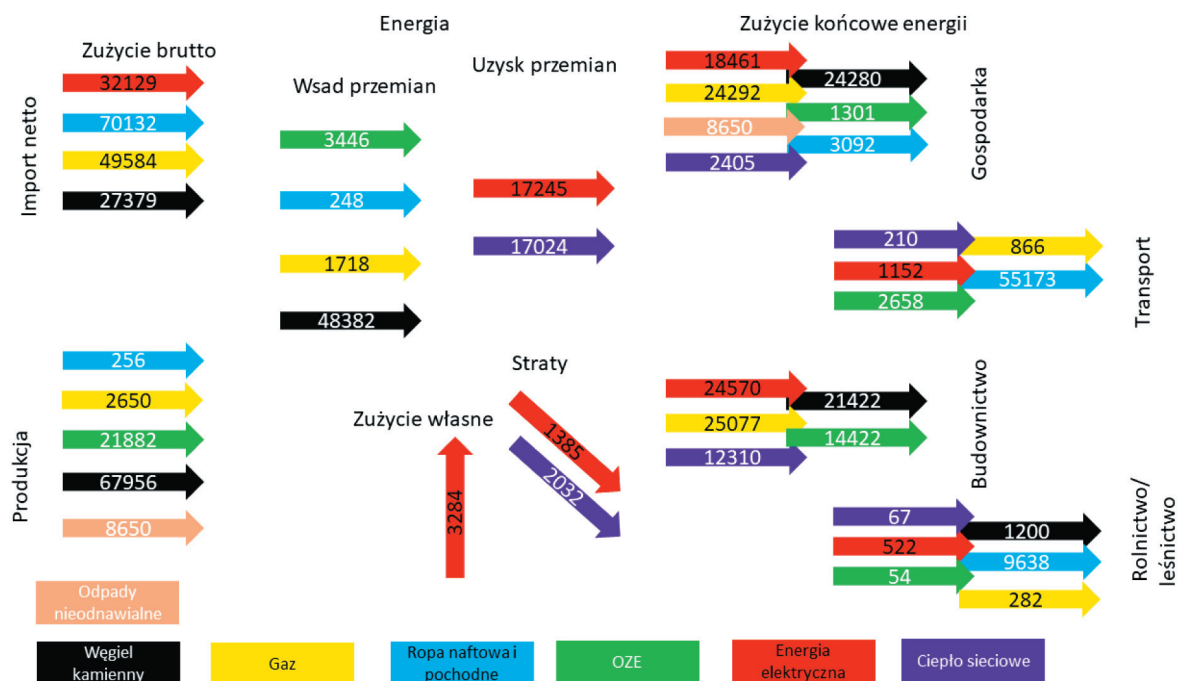 Energia
Zużycie brutto
Wsad przemian
Uzysk przemian
Zużycie końcowe energii
Import netto
32129
70132
49584
27379
3446
248
1718
48382
17245
17024
18461
24280
24292
1301
8650
3092
2405
Gospodarka
210
866
1152
55173
2658
Transport
Produkcja
256
2650
21882
67956
8650
Zużycie własne
3284
Straty
1385
2032
24570
21422
25077
14422
12310
Budownictwo
67
1200
522
9638
54
282
Rolnictwo/
leśnictwo
Odpady
nieodnawialne
Węgiel
kamienny
Gaz
Ropa naftowa i
pochodne
OZE
Energia
elektryczna
Ciepło sieciowe